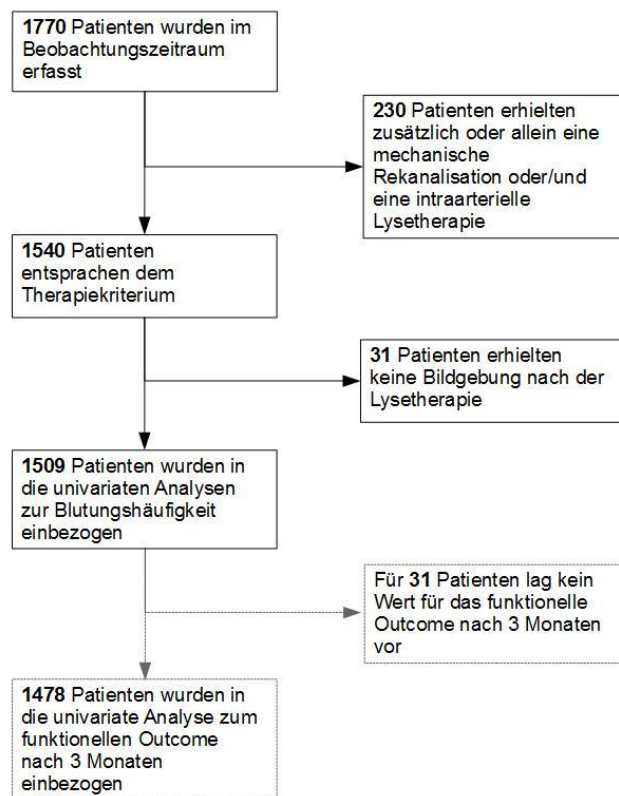 1770 Patienten wurden im
Beobachtungszeitraum
erfasst
230 Patienten erhielten
zusätzlich oder allein eine
mechanische
Rekanalisation oder/und
eine intraarterielle
Lysetherapie
1540 Patienten
entsprachen dem
Therapiekriterium
31 Patienten erhielten
keine Bildgebung nach der
Lysetherapie
1509 Patienten wurden in
die univariaten Analysen
zur Blutungshäufigkeit
einbezogen
Für 31 Patienten lag kein
Wert für das funktionelle
Outcome nach 3 Monaten
vor
1478 Patienten wurden in
die univariate Analyse zum
funktionellen Outcome
nach 3 Monaten
einbezogen